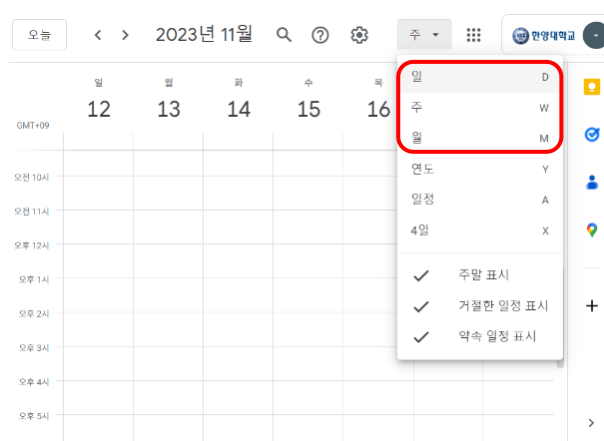 오늘 2023년 11월 주 한양대학교
일 월 화 수 목
12 13 14 15 16
GMT+09
오전 10시
오전 11시
오후 12시
오후 1시
오후 2시
오후 3시
오후 4시
오후 5시
일 D
주 W
월 M
연도 Y
일정 A
4일 X
주말 표시
거절한 일정 표시
약속 일정 표시